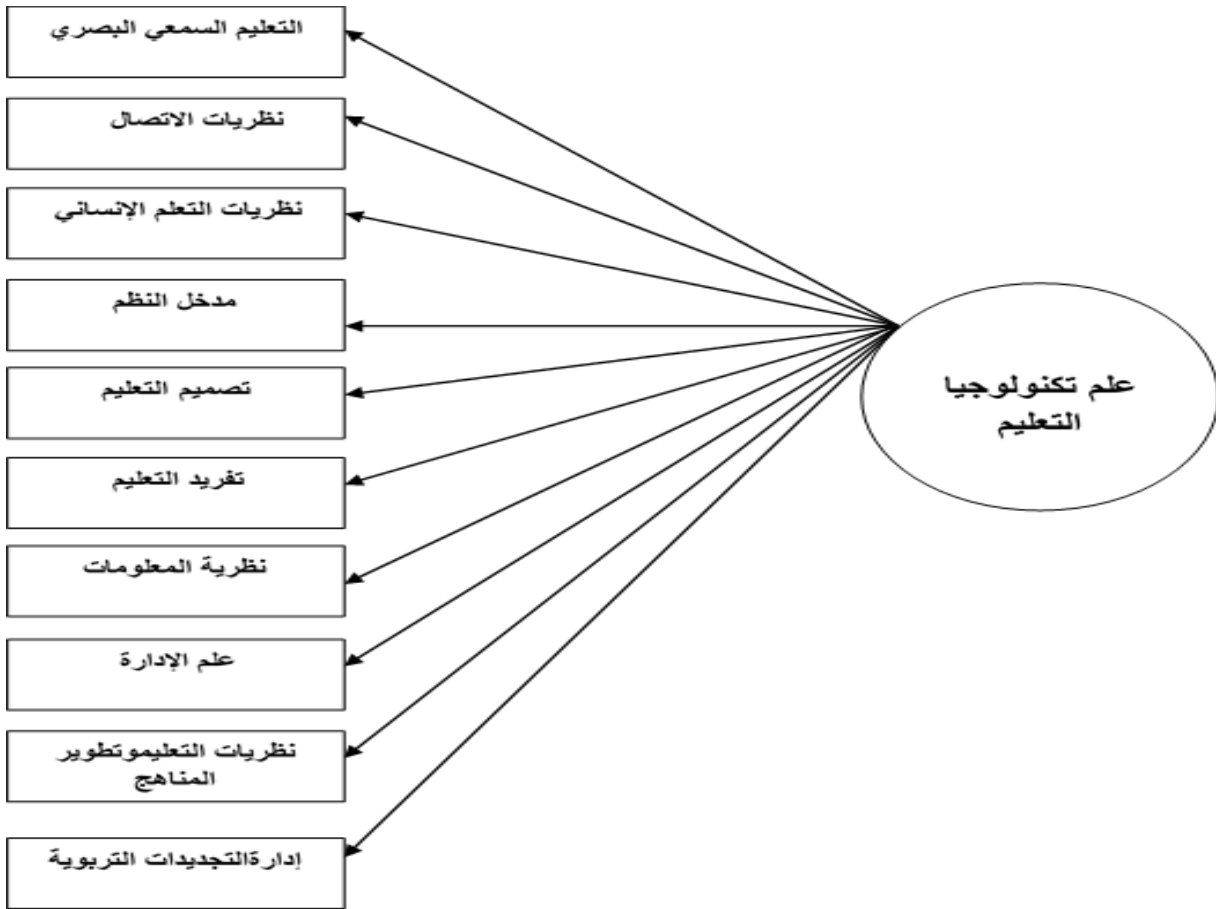 علم تكنولوجيا
التعليم
التعليم السمعي البصري
نظريات الاتصال
نظريات التعلم الإنساني
مدخل النظم
تصميم التعليم
تفريد التعليم
نظرية المعلومات
علم الإدارة
نظريات التعليموتطوير
المناهج
إدارةالتجديدات التربوية